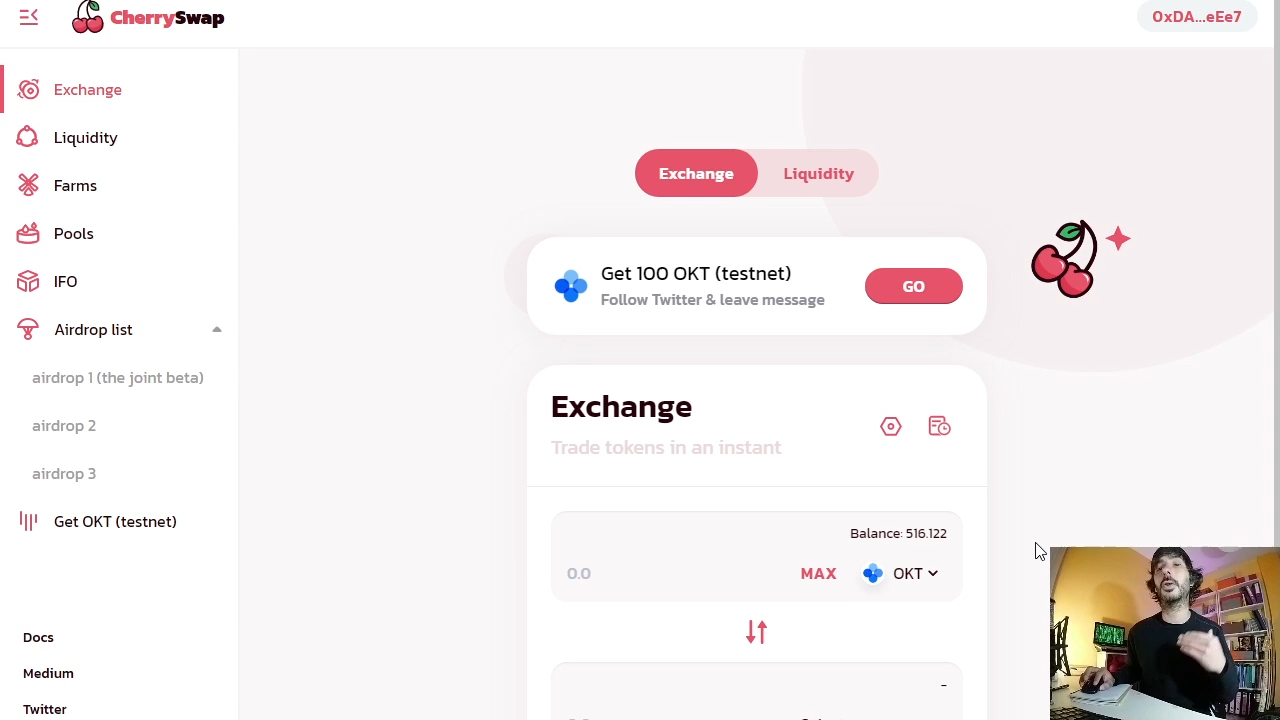 CherrySwap
0xDA...eEe7
Exchange
Liquidity
Farms
Pools
IFO
Airdrop list
airdrop 1 (the joint beta)
airdrop 2
airdrop 3
Get OKT (testnet)
Docs
Medium
Twitter
Exchange
Liquidity
Get 100 OKT (testnet)
Follow Twitter & leave message
GO
Exchange
Trade tokens in an instant
Balance: 516.122
0.0
MAX
OKT
-